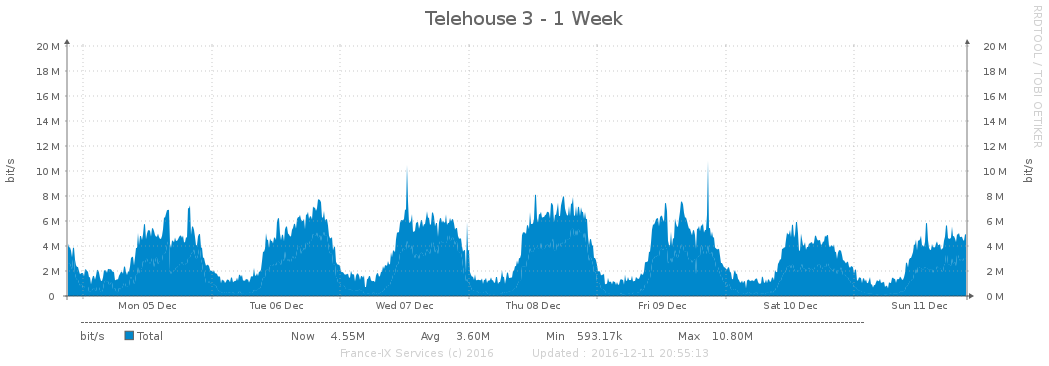 Telehouse 3 - 1 Week
RRDTOOL / TOBI OETIKER
bit/s
20 M 20 M
18 M 18 M
16 M 16 M
14 M 14 M
12 M 12 M
10 M 10 M
8 M 8 M
6 M 6 M
4 M 4 M
2 M 2 M
0 0 M
bit/s
Mon 05 Dec Tue 06 Dec Wed 07 Dec Thu 08 Dec Fri 09 Dec Sat 10 Dec Sun 11 Dec
bit/s Total Now 4.55M Avg 3.60M Min 593.17k Max 10.80M
France-IX Services (c) 2016 Updated : 2016-12-11 20:55:13